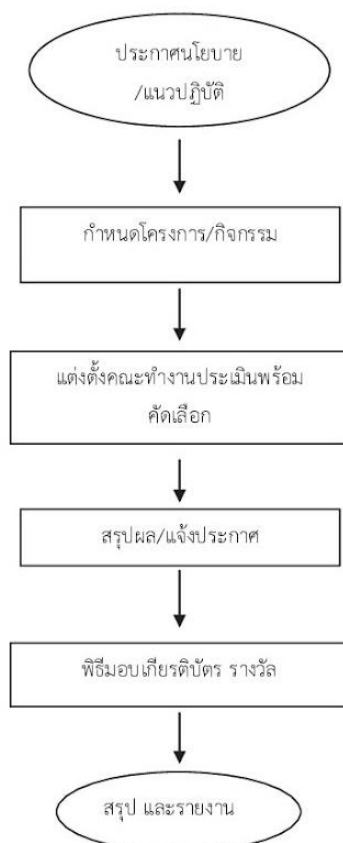 ประกาศนโยบาย
/แนวปฏิบัติ
กำหนดโครงการ/กิจกรรม
แต่งตั้งคณะทำงานประเมินพร้อม
คัดเลือก
สรุปผล/แจ้งประกาศ
พิธีมอบเกียรติบัตร รางวัล
สรุป และรายงาน